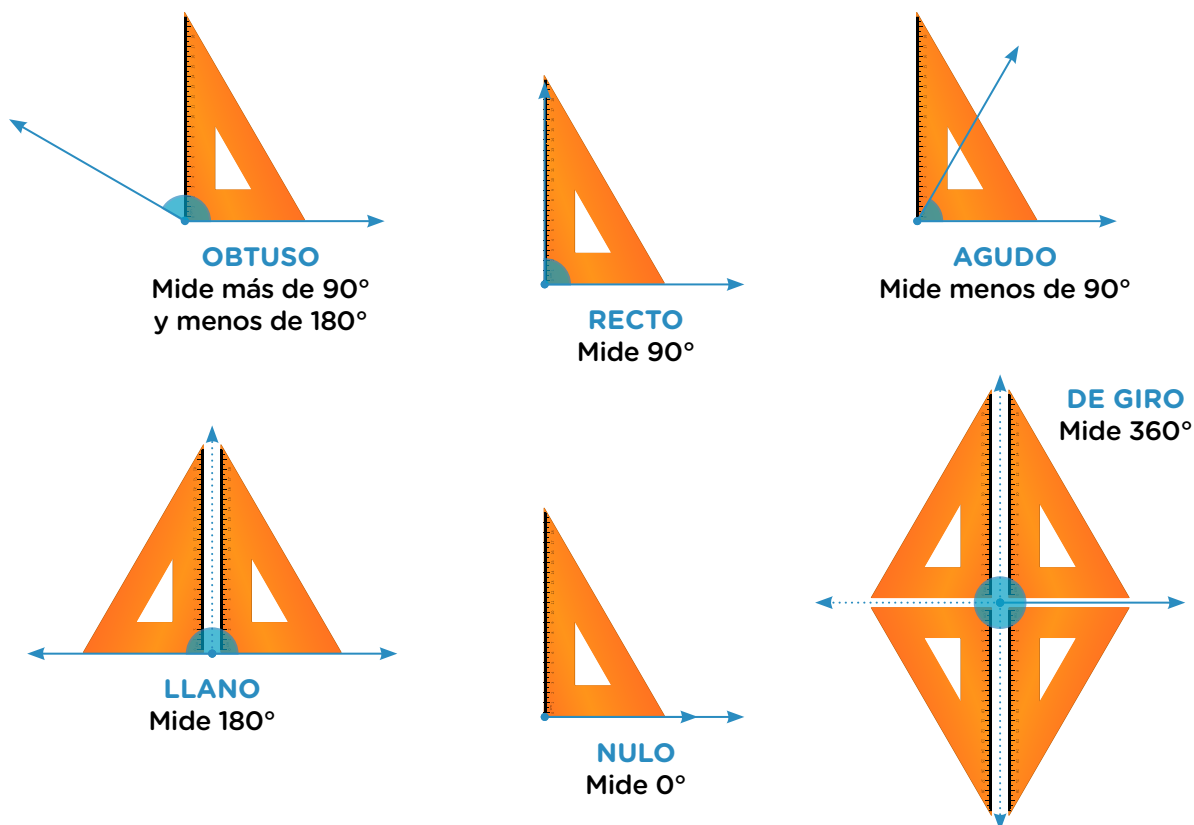 OBTUSO
Mide más de 90°
y menos de 180°
RECTO
Mide 90°
AGUDO
Mide menos de 90°
LLANO
Mide 180°
NULO
Mide 0°
DE GIRO
Mide 360°